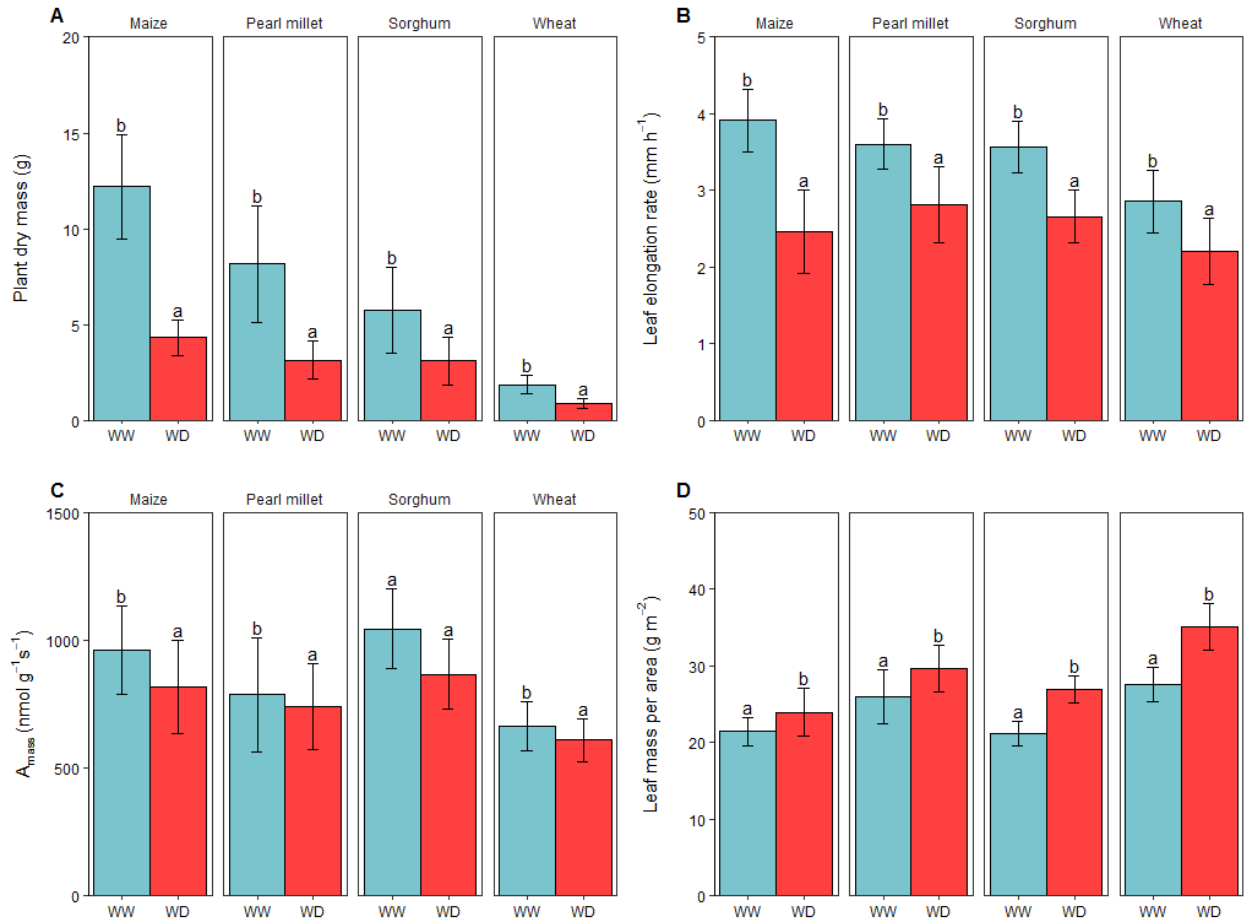 A
Maize Pearl millet Sorghum Wheat
Plant dry mass (g)
20
15
10
5
0
b a b a b a b a
WW WD WW WD WW WD WW WD
B
Maize Pearl millet Sorghum Wheat
Leaf elongation rate (mm h⁻¹)
5
4
3
2
1
0
b a b a b a b a
WW WD WW WD WW WD WW WD
C
Maize Pearl millet Sorghum Wheat
Amass (nmol g⁻¹s⁻¹)
1500
1000
500
0
b a b a a a b a
WW WD WW WD WW WD WW WD
D
Leaf mass per area (g m⁻²)
50
40
30
20
10
0
a b a b a b a b
WW WD WW WD WW WD WW WD